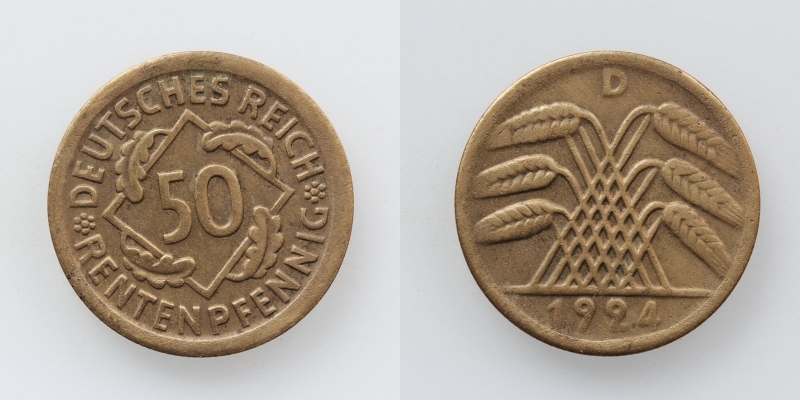 DEUTSCHES REICH
50
RENTENPFENNIG
D
1924